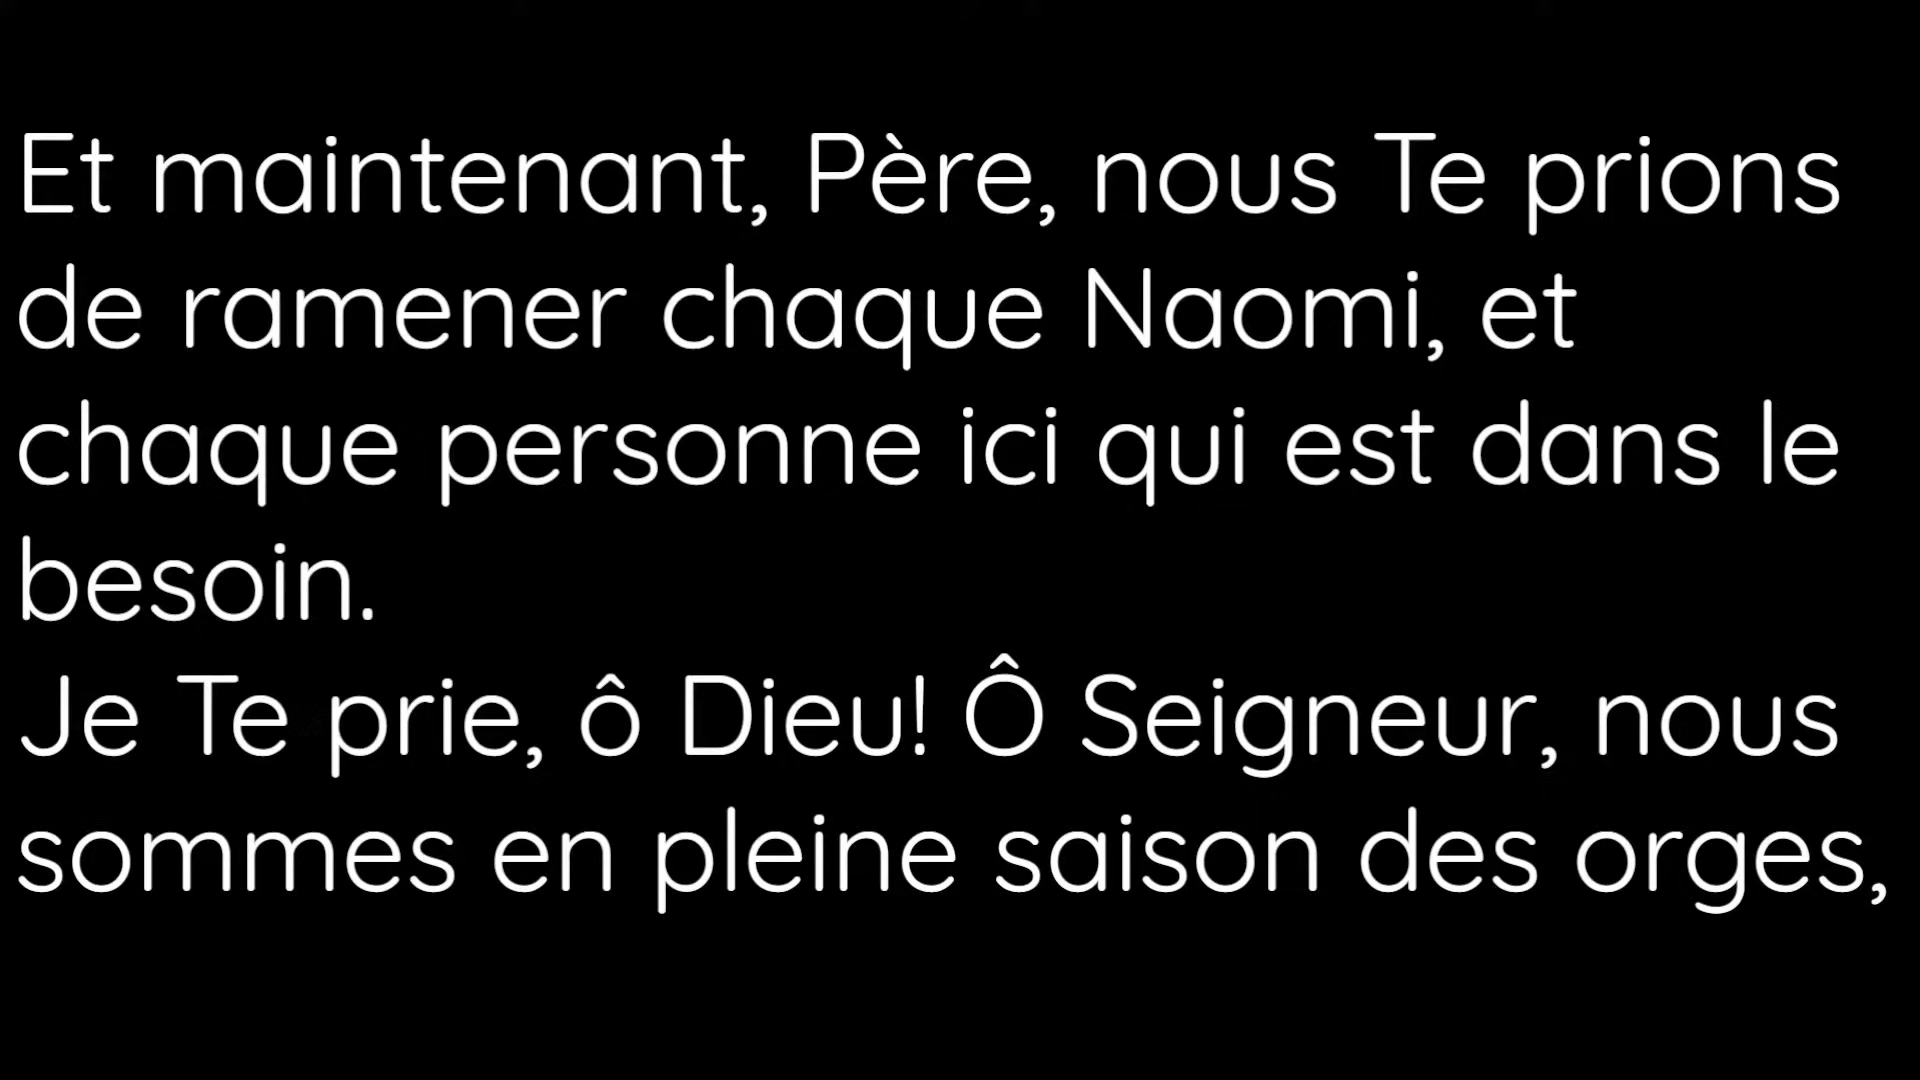 Et maintenant, Père, nous Te prions
de ramener chaque Naomi, et
chaque personne ici qui est dans le
besoin.
Je Te prie, ô Dieu! Ô Seigneur, nous
sommes en pleine saison des orges,